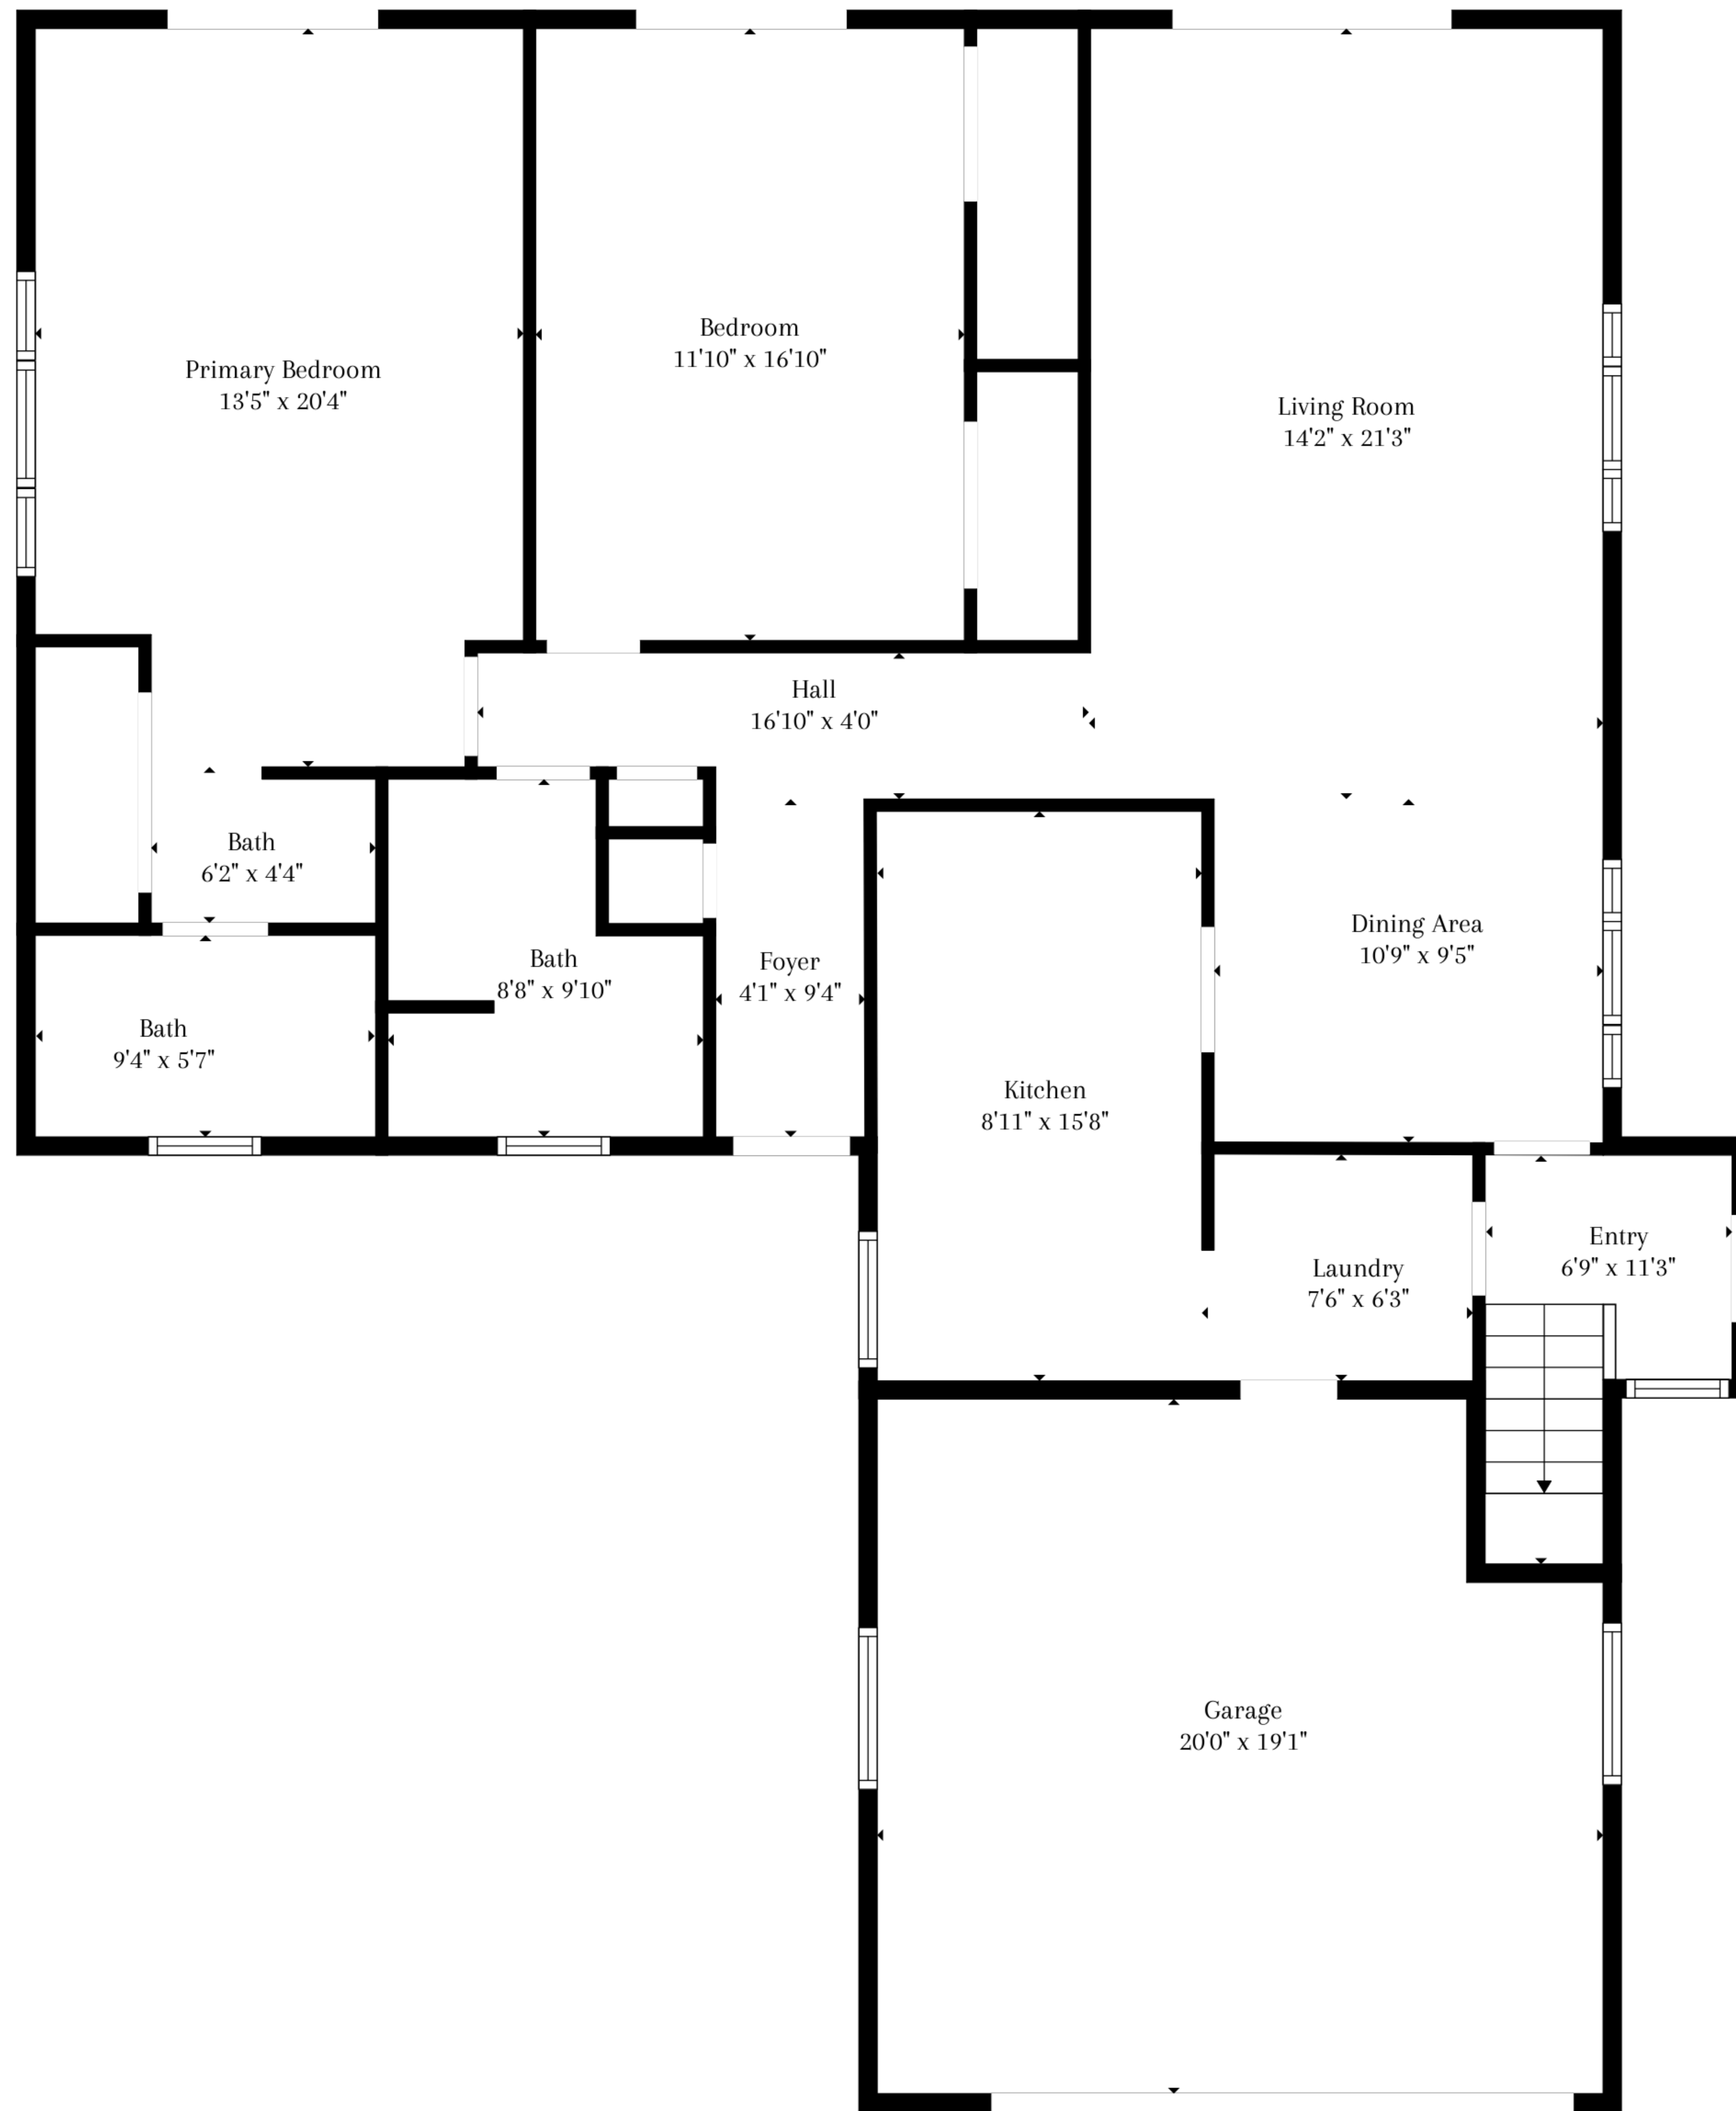 Bedroom
11'10" x 16'10"
Primary Bedroom
13'5" x 20'4"
Living Room
14'2" x 21'3"
Hall
16'10" x 4'0"
Bath
6'2" x 4'4"
Dining Area
10'9" x 9'5"
Bath
8'8" x 9'10"
Foyer
4'1" x 9'4"
Bath
9'4" x 5'7"
Kitchen
8'11" x 15'8"
Entry
6'9" x 11'3"
Laundry
7'6" x 6'3"
Garage
20'0" x 19'1"